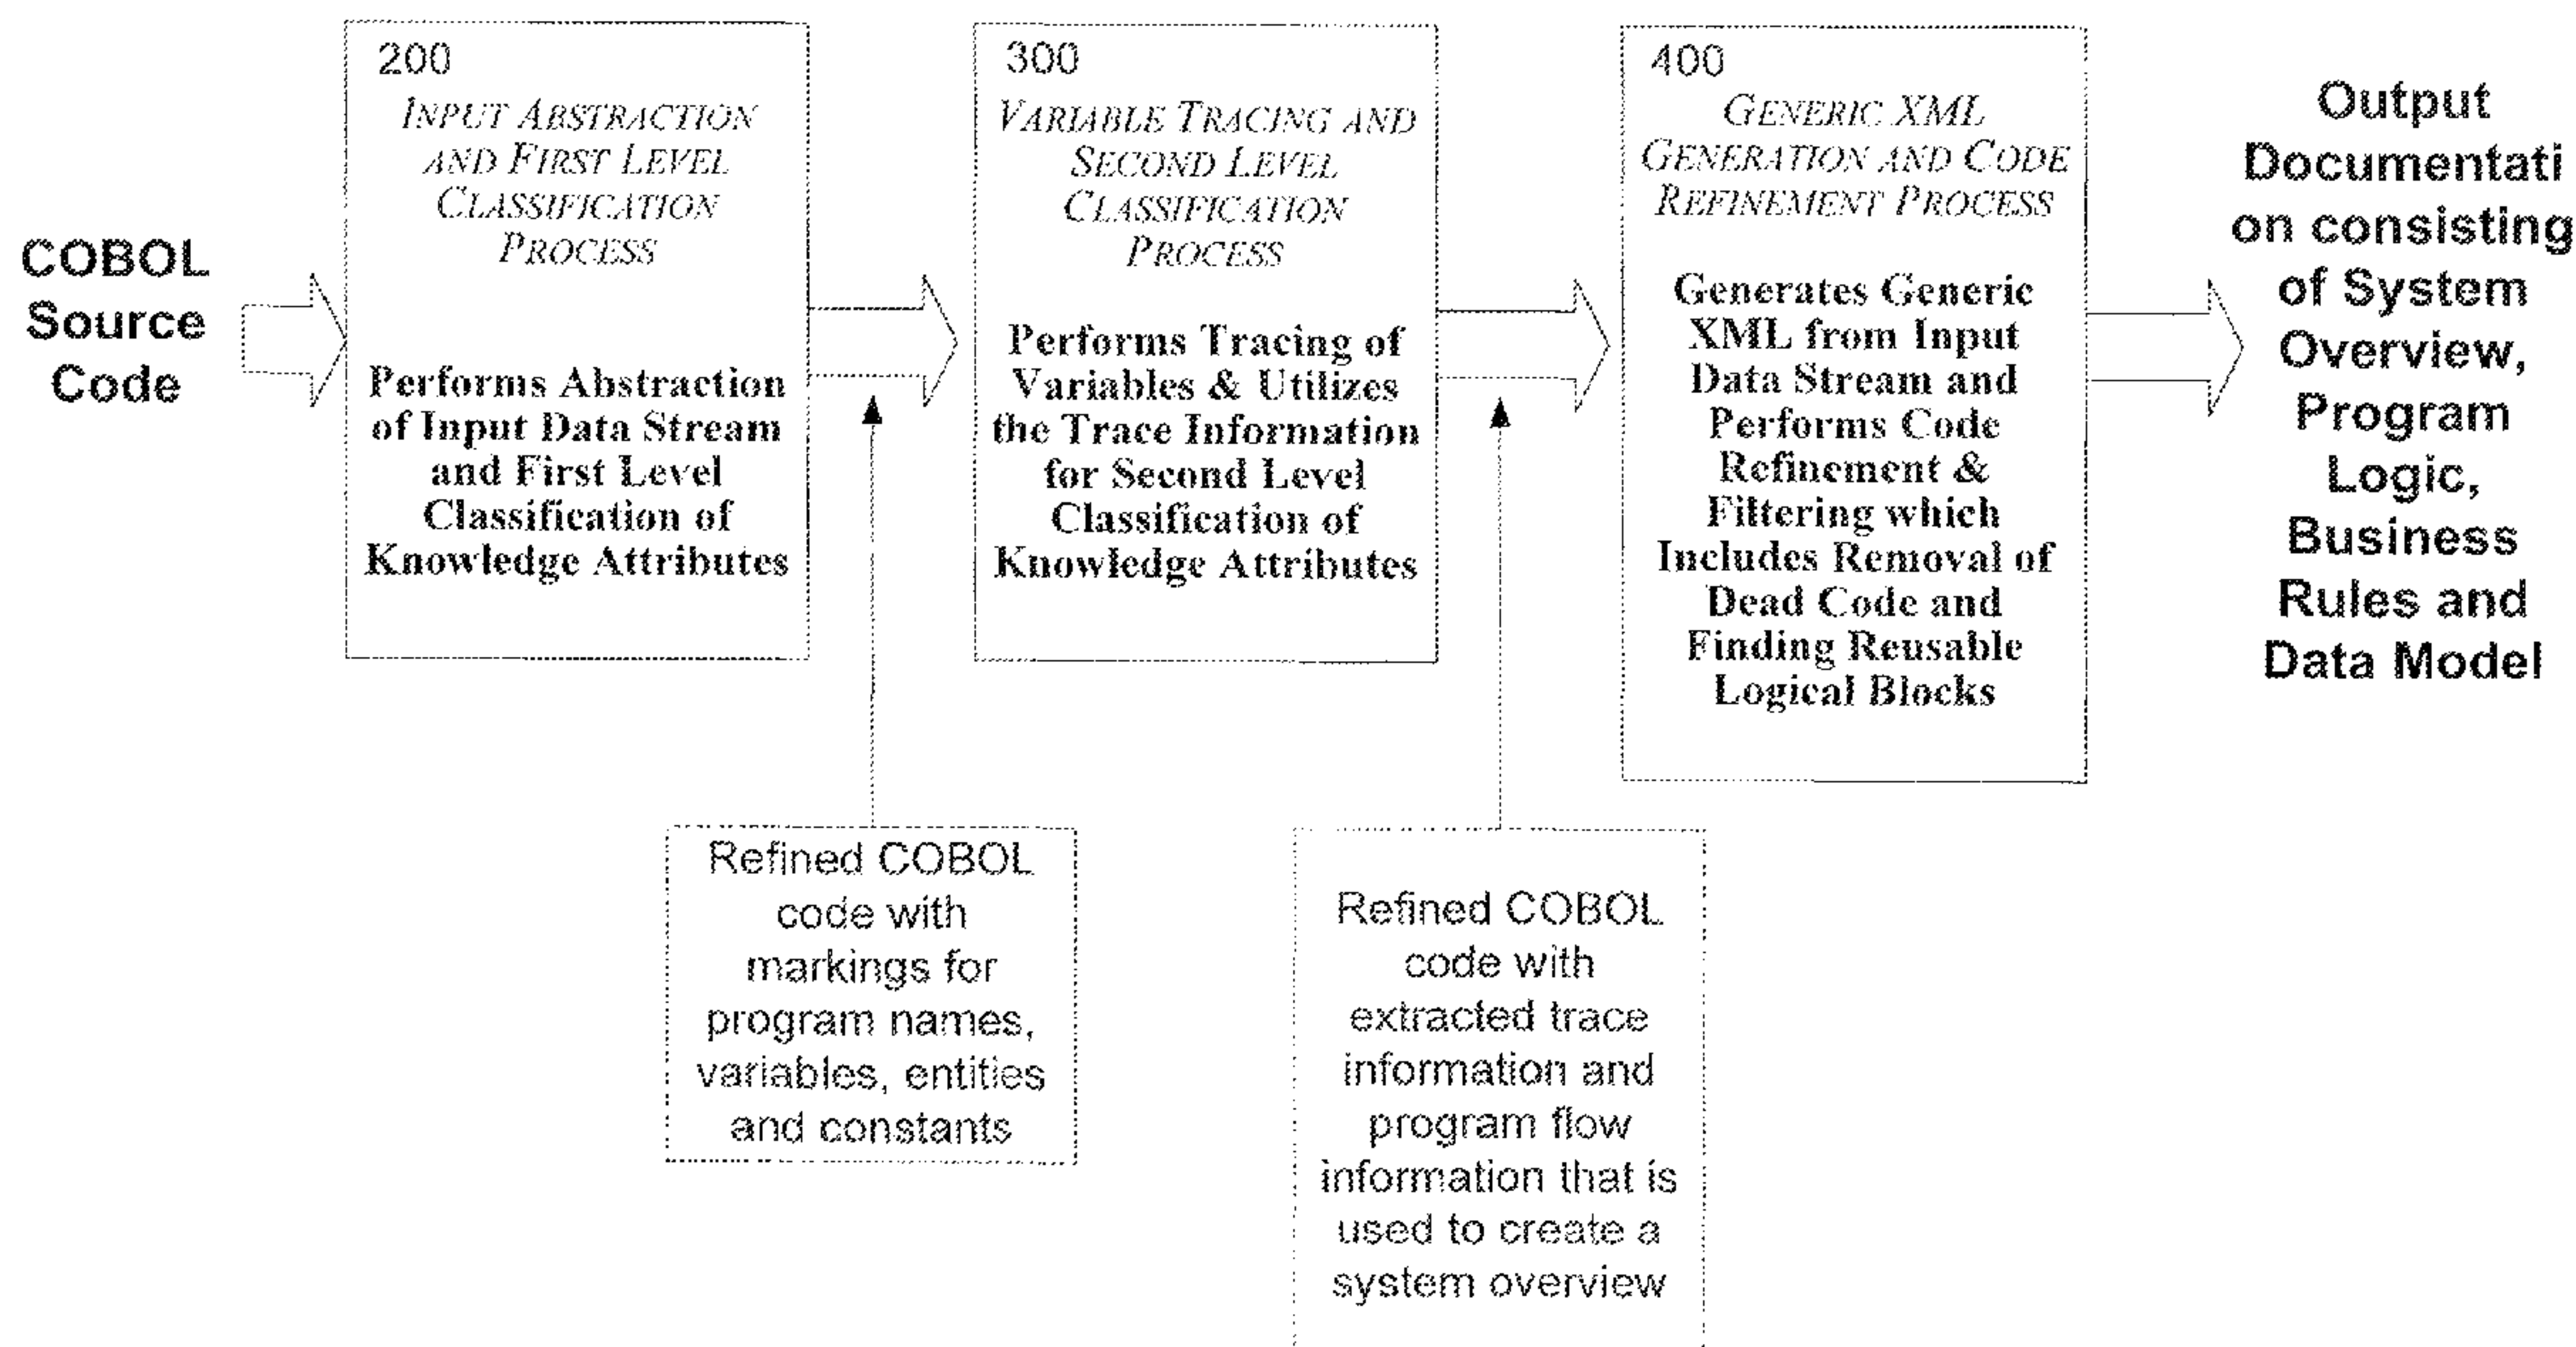 COBOL
Source
Code
200
INPUT ABSTRACTION
AND FIRST LEVEL
CLASSIFICATION
PROCESS
Performs Abstraction
of Input Data Stream
and First Level
Classification of
Knowledge Attributes
300
VARIABLE TRACING AND
SECOND LEVEL
CLASSIFICATION
PROCESS
Performs Tracing of
Variables & Utilizes
the Trace Information
for Second Level
Classification of
Knowledge Attributes
400
GENERIC XML
GENERATION AND CODE
REFINEMENT PROCESS
Generates Generic
XML from Input
Data Stream and
Performs Code
Refinement &
Filtering which
Includes Removal of
Dead Code and
Finding Reusable
Logical Blocks
Output
Documentati
on consisting
of System
Overview,
Program
Logic,
Business
Rules and
Data Model
Refined COBOL
code with
markings for
program names,
variables, entities
and constants
Refined COBOL
code with
extracted trace
information and
program flow
information that is
used to create a
system overview